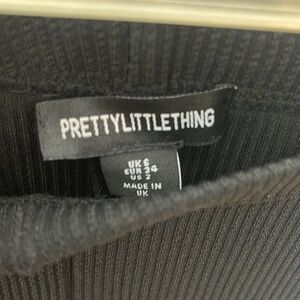 PRETTYLITTLETHING
UK 6
EUR 34
US 2
MADE IN
UK